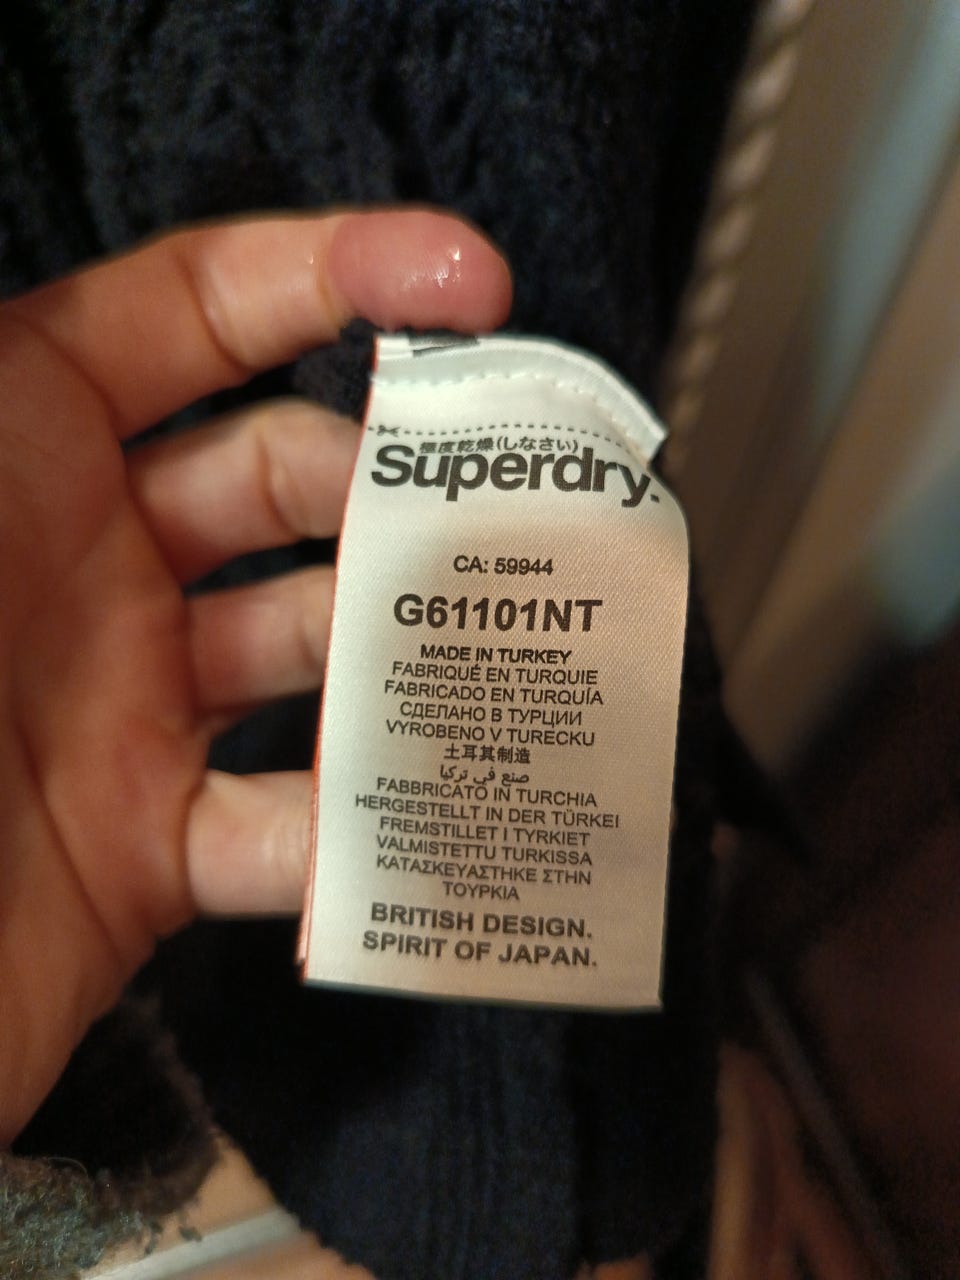 極度乾燥(しなさい)
Superdry.
CA: 59944
G61101NT
MADE IN TURKEY
FABRIQUÉ EN TURQUIE
FABRICADO EN TURQUÍA
СДЕЛАНО В ТУРЦИИ
VYROBENO V TURECKU
土耳其制造
صنع في تركيا
FABBRICATO IN TURCHIA
HERGESTELLT IN DER TÜRKEI
FREMSTILLET I TYRKIET
VALMISTETTU TURKISSA
ΚΑΤΑΣΚΕΥΑΣΤΗΚΕ ΣΤΗΝ
ΤΟΥΡΚΙΑ
BRITISH DESIGN.
SPIRIT OF JAPAN.